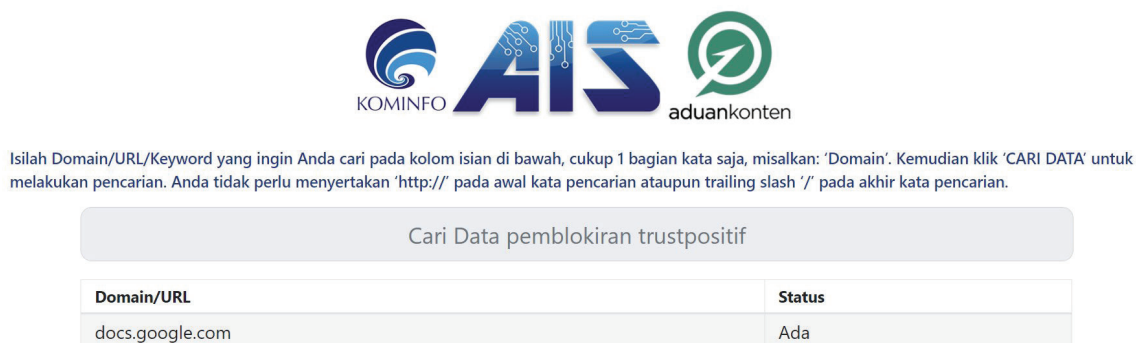 KOMINFO
AIS
aduankonten
Isilah Domain/URL/Keyword yang ingin Anda cari pada kolom isian di bawah, cukup 1 bagian kata saja, misalkan: ‘Domain’. Kemudian klik ‘CARI DATA’ untuk
melakukan pencarian. Anda tidak perlu menyertakan ‘http://’ pada awal kata pencarian ataupun trailing slash ‘/’ pada akhir kata pencarian.
Cari Data pemblokiran trustpositif
Domain/URL Status
docs.google.com Ada